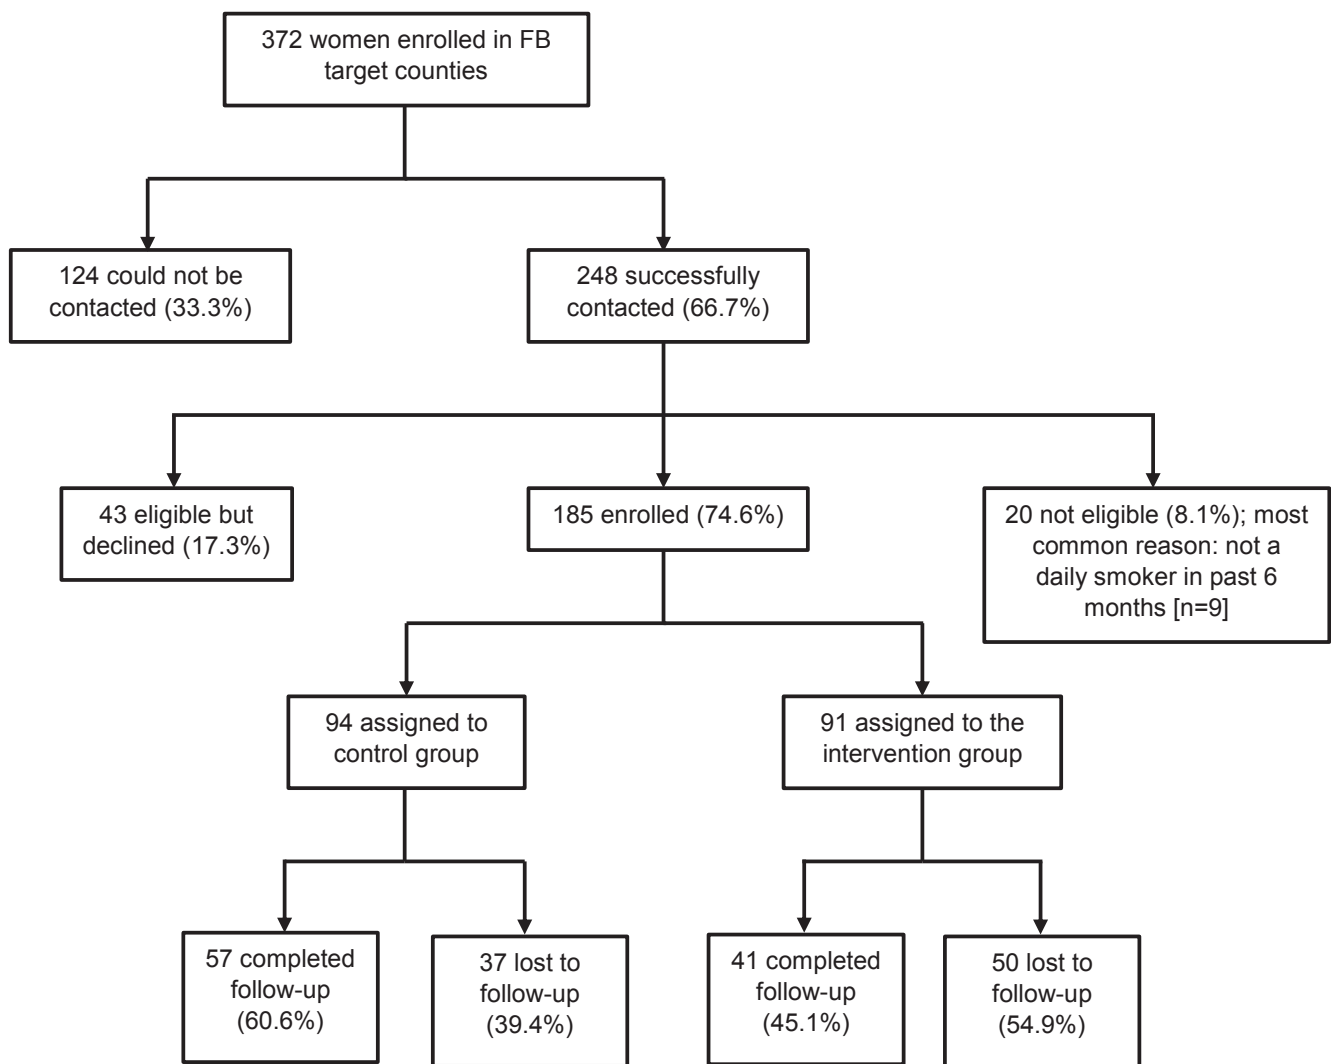 372 women enrolled in FB
target counties
124 could not be
contacted (33.3%)
248 successfully
contacted (66.7%)
43 eligible but
declined (17.3%)
185 enrolled (74.6%)
20 not eligible (8.1%); most
common reason: not a
daily smoker in past 6
months [n=9]
94 assigned to
control group
91 assigned to the
intervention group
57 completed
follow-up
(60.6%)
37 lost to
follow-up
(39.4%)
41 completed
follow-up
(45.1%)
50 lost to
follow-up
(54.9%)